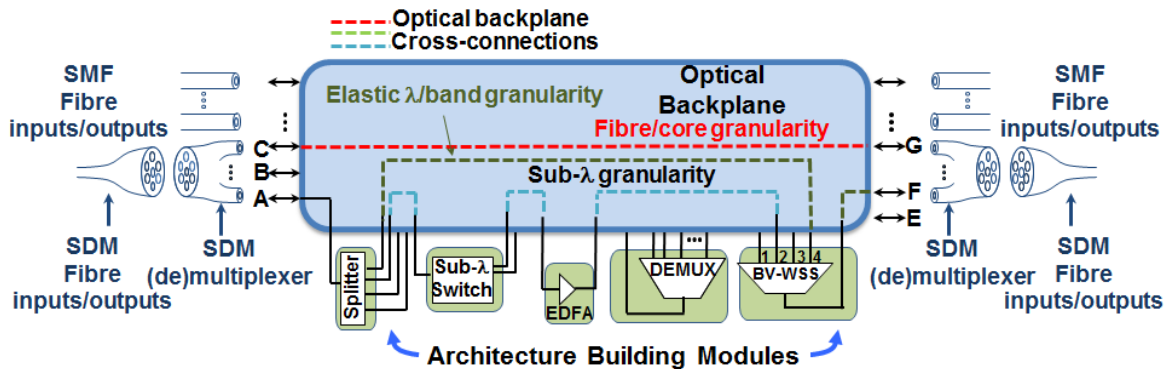 Optical backplane
Cross-connections
SMF
Fibre
inputs/outputs
SDM
Fibre
inputs/outputs
SDM
(de)multiplexer
C
B
A
Optical
Backplane
Elastic λ/band granularity
Fibre/core granularity
Sub-λ granularity
G
F
E
SMF
Fibre
inputs/outputs
SDM
(de)multiplexer
SDM
Fibre
inputs/outputs
Splitter
Sub-λ
Switch
EDFA
DEMUX
1 2 3 4
BV-WSS
Architecture Building Modules